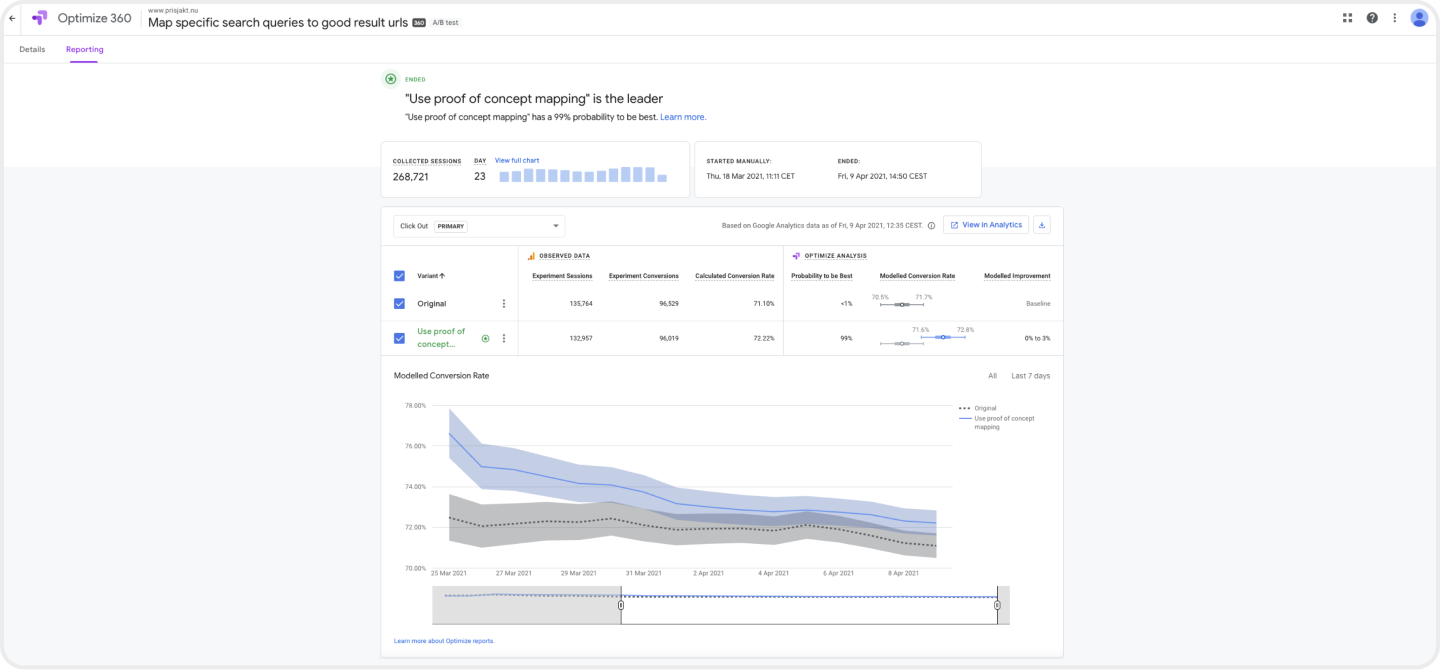 www.prisjakt.nu
Optimize 360
Map specific search queries to good result urls 360 A/B test
Details Reporting
ENDED
"Use proof of concept mapping" is the leader
"Use proof of concept mapping" has a 99% probability to be best. Learn more.
COLLECTED SESSIONS DAY View full chart
268,721 23
STARTED MANUALLY: ENDED:
Thu, 18 Mar 2021, 11:11 CET Fri, 9 Apr 2021, 14:50 CEST
Click Out PRIMARY
Based on Google Analytics data as of Fri, 9 Apr 2021, 12:35 CEST. View in Analytics
OBSERVED DATA OPTIMIZE ANALYSIS
Variant Experiment Sessions Experiment Conversions Calculated Conversion Rate Probability to be Best Modelled Conversion Rate Modelled Improvement
70.5% 71.7%
Original 135,764 96,529 71.10% <1% Baseline
71.6% 72.8%
Use proof of
concept... 132,957 96,019 72.22% 99% 0% to 3%
Modelled Conversion Rate All Last 7 days
78.00%
76.00%
74.00%
72.00%
70.00%
Original
Use proof of concept
mapping
25 Mar 2021 27 Mar 2021 29 Mar 2021 31 Mar 2021 2 Apr 2021 4 Apr 2021 6 Apr 2021 8 Apr 2021
Learn more about Optimize reports.